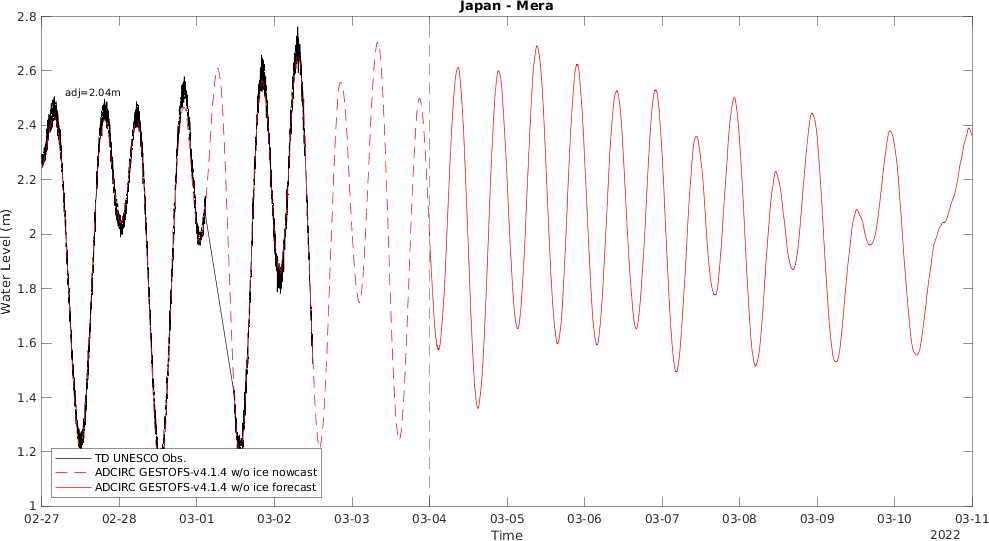 Japan - Mera
2.8
2.6
2.4
2.2
2
1.8
1.6
1.4
1.2
1
Water Level (m)
adj=2.04m
TD UNESCO Obs.
ADCIRC GESTOFS-v4.1.4 w/o ice nowcast
ADCIRC GESTOFS-v4.1.4 w/o ice forecast
02-27 02-28 03-01 03-02 03-03 03-04 03-05 03-06 03-07 03-08 03-09 03-10 03-11
Time
2022